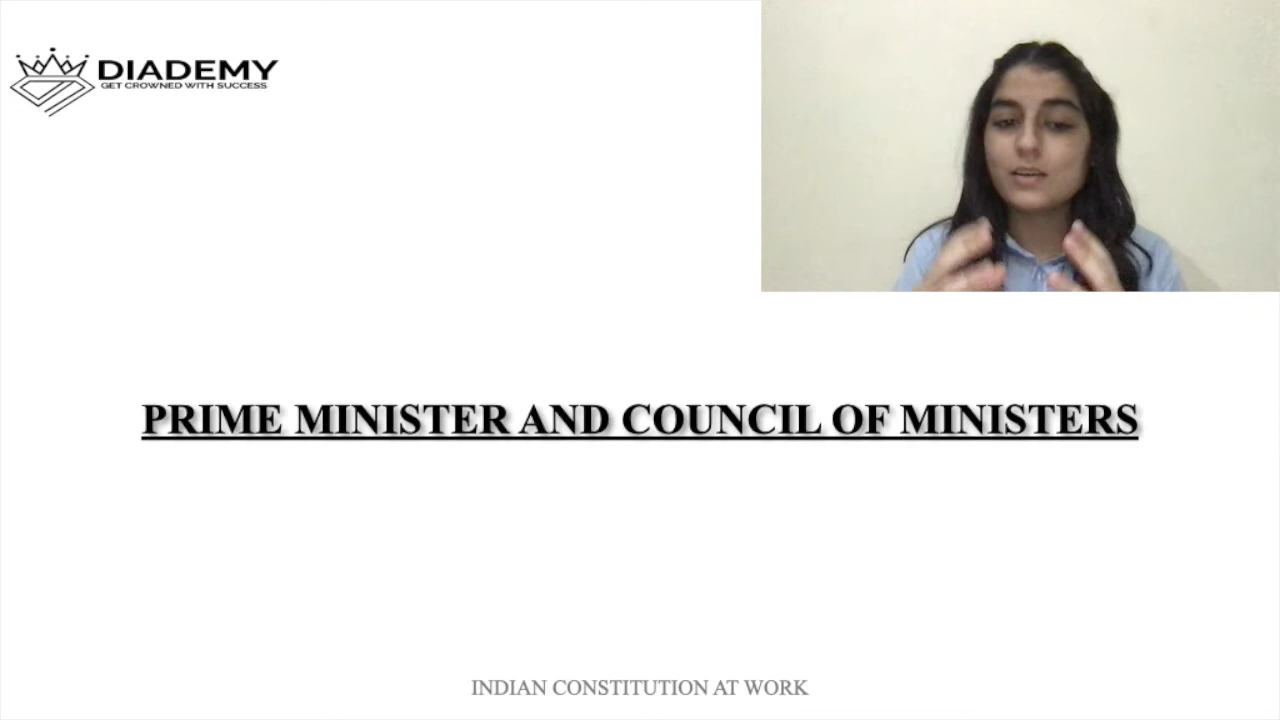 DIADEMY
GET CROWNED WITH SUCCESS
PRIME MINISTER AND COUNCIL OF MINISTERS
INDIAN CONSTITUTION AT WORK